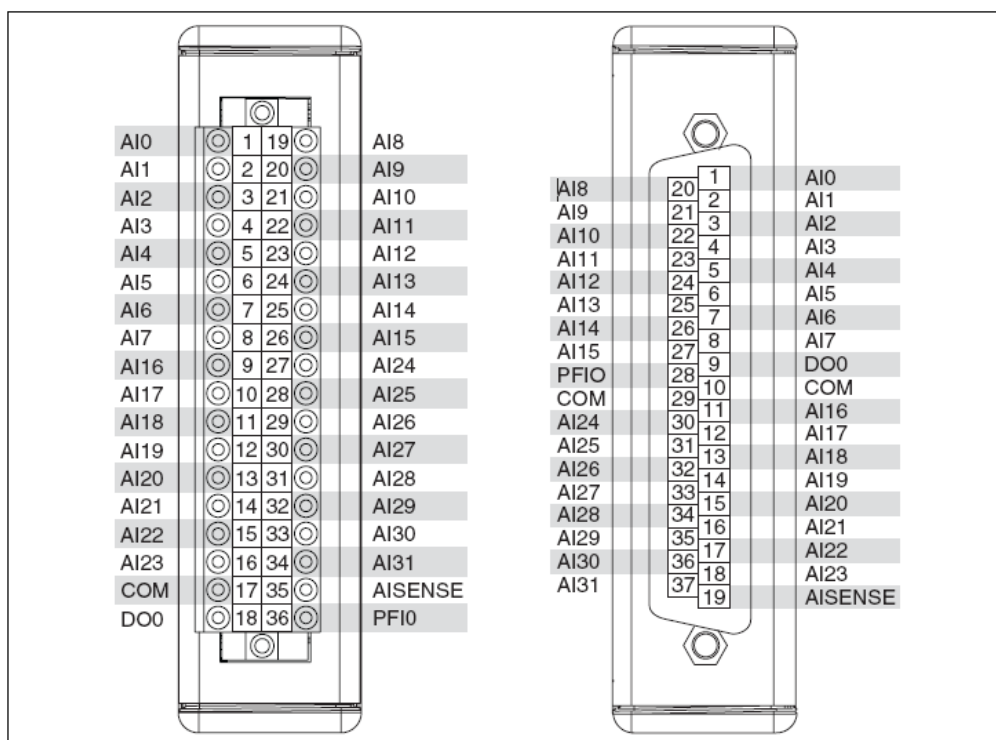 AI0 1 19 AI8
AI1 2 20 AI9
AI2 3 21 AI10
AI3 4 22 AI11
AI4 5 23 AI12
AI5 6 24 AI13
AI6 7 25 AI14
AI7 8 26 AI15
AI16 9 27 AI24
AI17 10 28 AI25
AI18 11 29 AI26
AI19 12 30 AI27
AI20 13 31 AI28
AI21 14 32 AI29
AI22 15 33 AI30
AI23 16 34 AI31
COM 17 35 AISENSE
DO0 18 36 PFI0
1 AI0
AI8 20
2 AI1
AI9 21
3 AI2
AI10 22
4 AI3
AI11 23
5 AI4
AI12 24
6 AI5
AI13 25
7 AI6
AI14 26
8 AI7
AI15 27
9 DO0
PFIO 28
10 COM
COM 29
11 AI16
AI24 30
12 AI17
AI25 31
13 AI18
AI26 32
14 AI19
AI27 33
15 AI20
AI28 34
16 AI21
AI29 35
17 AI22
AI30 36
18 AI23
AI31 37
19 AISENSE